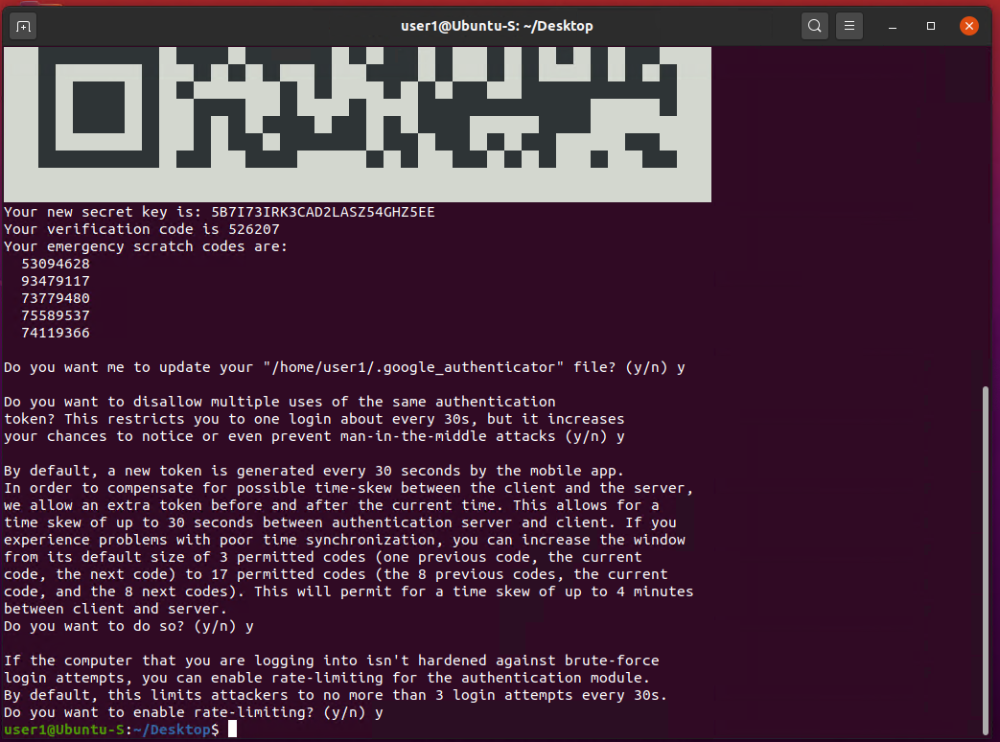 user1@Ubuntu-S: ~/Desktop
Your new secret key is: 5B7I73IRK3CAD2LASZ54GHZ5EE
Your verification code is 526207
Your emergency scratch codes are:
  53094628
  93479117
  73779480
  75589537
  74119366
Do you want me to update your "/home/user1/.google_authenticator" file? (y/n) y
Do you want to disallow multiple uses of the same authentication
token? This restricts you to one login about every 30s, but it increases
your chances to notice or even prevent man-in-the-middle attacks (y/n) y
By default, a new token is generated every 30 seconds by the mobile app.
In order to compensate for possible time-skew between the client and the server,
we allow an extra token before and after the current time. This allows for a
time skew of up to 30 seconds between authentication server and client. If you
experience problems with poor time synchronization, you can increase the window
from its default size of 3 permitted codes (one previous code, the current
code, the next code) to 17 permitted codes (the 8 previous codes, the current
code, and the 8 next codes). This will permit for a time skew of up to 4 minutes
between client and server.
Do you want to do so? (y/n) y
If the computer that you are logging into isn't hardened against brute-force
login attempts, you can enable rate-limiting for the authentication module.
By default, this limits attackers to no more than 3 login attempts every 30s.
Do you want to enable rate-limiting? (y/n) y
user1@Ubuntu-S:~/Desktop$